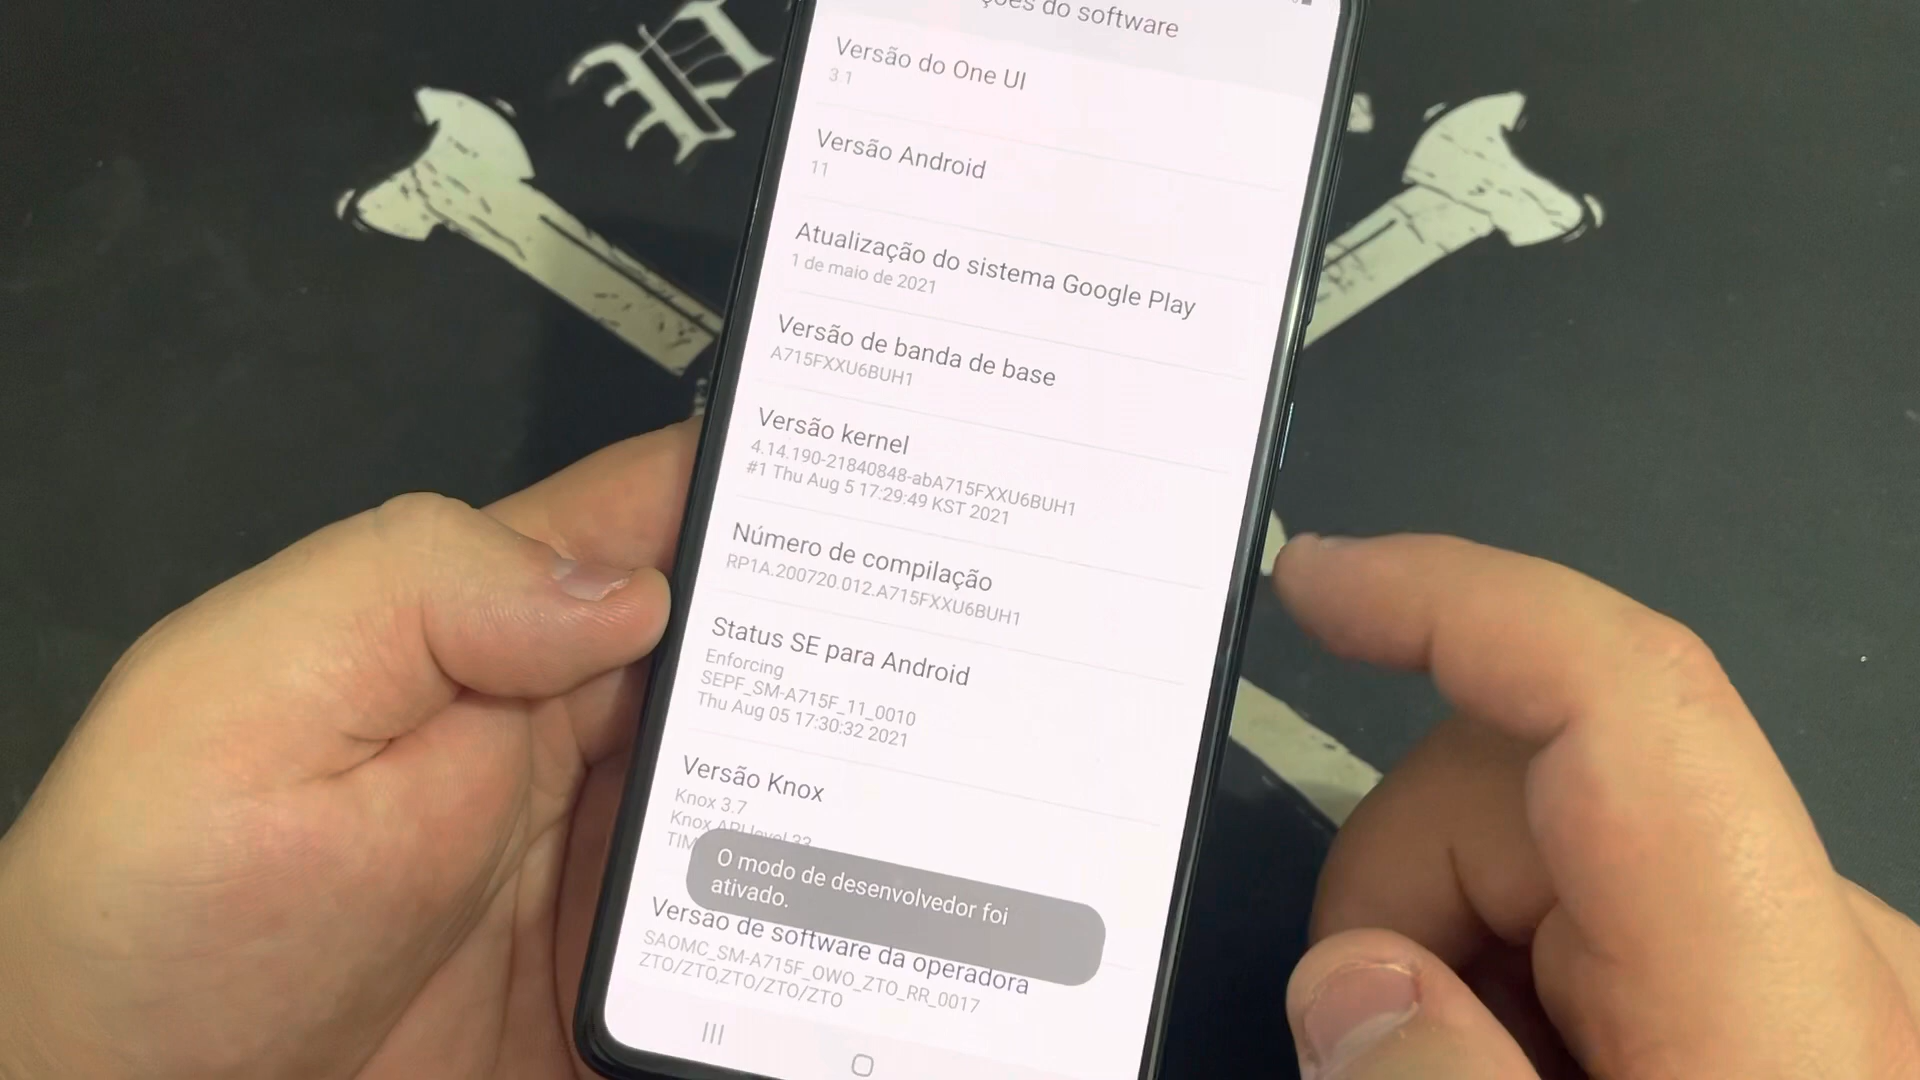 ções do software
Versão do One UI
3.1
Versão Android
11
Atualização do sistema Google Play
1 de maio de 2021
Versão de banda de base
A715FXXU6BUH1
Versão kernel
4.14.190-21840848-abA715FXXU6BUH1
#1 Thu Aug 5 17:29:49 KST 2021
Número de compilação
RP1A.200720.012.A715FXXU6BUH1
Status SE para Android
Enforcing
SEPF_SM-A715F_11_0010
Thu Aug 05 17:30:32 2021
Versão Knox
Knox 3.7
Knox API level 33
TIM
O modo de desenvolvedor foi
ativado.
Versão de software da operadora
SAOMC_SM-A715F_OWO_ZTO_RR_0017
ZTO/ZTO,ZTO/ZTO/ZTO